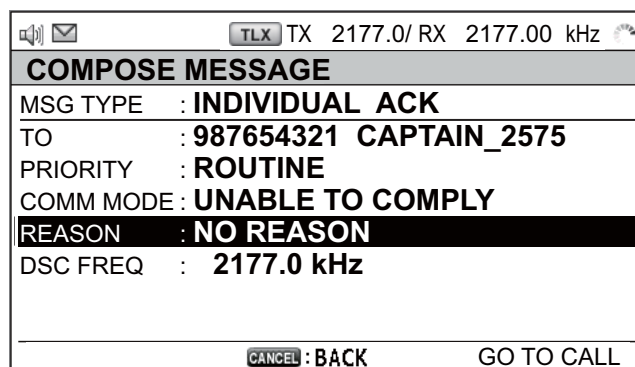 TLX TX 2177.0/ RX 2177.00 kHz
COMPOSE MESSAGE
MSG TYPE : INDIVIDUAL ACK
TO : 987654321 CAPTAIN_2575
PRIORITY : ROUTINE
COMM MODE : UNABLE TO COMPLY
REASON : NO REASON
DSC FREQ : 2177.0 kHz
CANCEL : BACK GO TO CALL